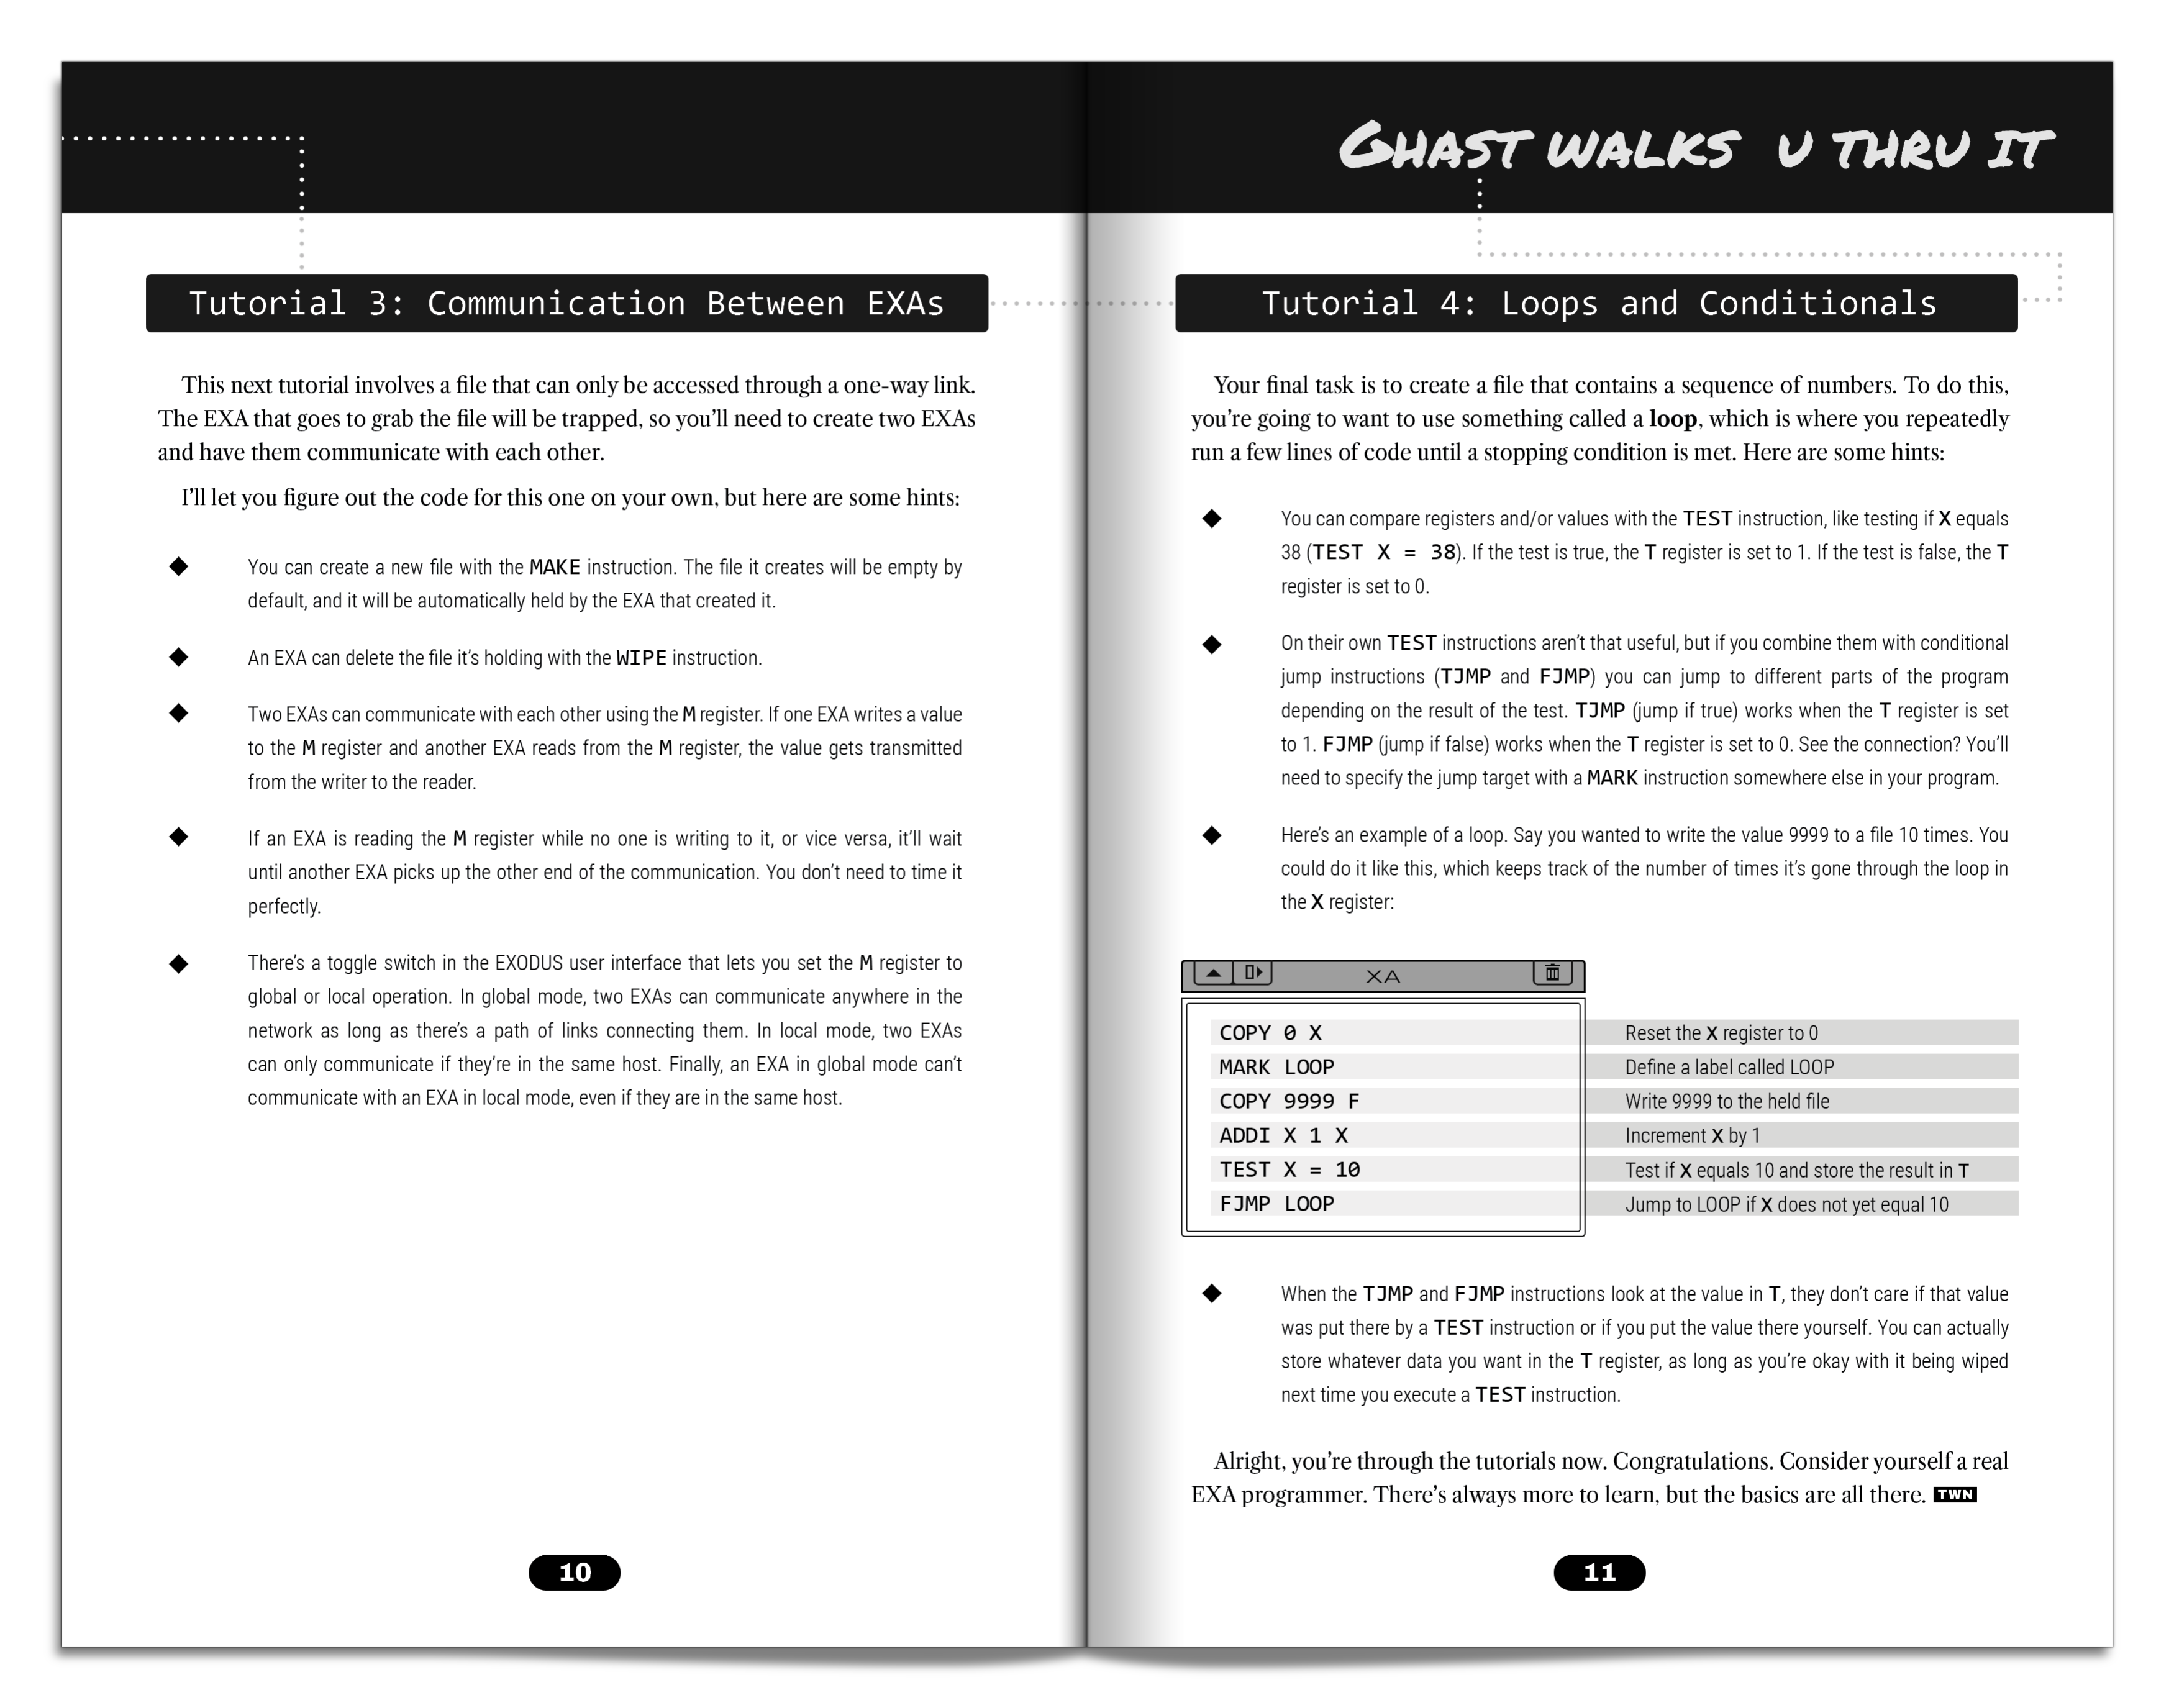 Tutorial 3: Communication Between EXAs
This next tutorial involves a file that can only be accessed through a one-way link.
The EXA that goes to grab the file will be trapped, so you’ll need to create two EXAs
and have them communicate with each other.
I’ll let you figure out the code for this one on your own, but here are some hints:
◆ You can create a new file with the MAKE instruction. The file it creates will be empty by
default, and it will be automatically held by the EXA that created it.
◆ An EXA can delete the file it’s holding with the WIPE instruction.
◆ Two EXAs can communicate with each other using the M register. If one EXA writes a value
to the M register and another EXA reads from the M register, the value gets transmitted
from the writer to the reader.
◆ If an EXA is reading the M register while no one is writing to it, or vice versa, it’ll wait
until another EXA picks up the other end of the communication. You don’t need to time it
perfectly.
◆ There’s a toggle switch in the EXODUS user interface that lets you set the M register to
global or local operation. In global mode, two EXAs can communicate anywhere in the
network as long as there’s a path of links connecting them. In local mode, two EXAs
can only communicate if they’re in the same host. Finally, an EXA in global mode can’t
communicate with an EXA in local mode, even if they are in the same host.
10
GHAST WALKS U THRU IT
Tutorial 4: Loops and Conditionals
Your final task is to create a file that contains a sequence of numbers. To do this,
you’re going to want to use something called a loop, which is where you repeatedly
run a few lines of code until a stopping condition is met. Here are some hints:
◆ You can compare registers and/or values with the TEST instruction, like testing if X equals
38 (TEST X = 38). If the test is true, the T register is set to 1. If the test is false, the T
register is set to 0.
◆ On their own TEST instructions aren’t that useful, but if you combine them with conditional
jump instructions (TJMP and FJMP) you can jump to different parts of the program
depending on the result of the test. TJMP (jump if true) works when the T register is set
to 1. FJMP (jump if false) works when the T register is set to 0. See the connection? You’ll
need to specify the jump target with a MARK instruction somewhere else in your program.
◆ Here’s an example of a loop. Say you wanted to write the value 9999 to a file 10 times. You
could do it like this, which keeps track of the number of times it’s gone through the loop in
the X register:
XA
COPY 0 X Reset the X register to 0
MARK LOOP Define a label called LOOP
COPY 9999 F Write 9999 to the held file
ADDI X 1 X Increment X by 1
TEST X = 10 Test if X equals 10 and store the result in T
FJMP LOOP Jump to LOOP if X does not yet equal 10
◆ When the TJMP and FJMP instructions look at the value in T, they don’t care if that value
was put there by a TEST instruction or if you put the value there yourself. You can actually
store whatever data you want in the T register, as long as you’re okay with it being wiped
next time you execute a TEST instruction.
Alright, you’re through the tutorials now. Congratulations. Consider yourself a real
EXA programmer. There’s always more to learn, but the basics are all there. TWN
11